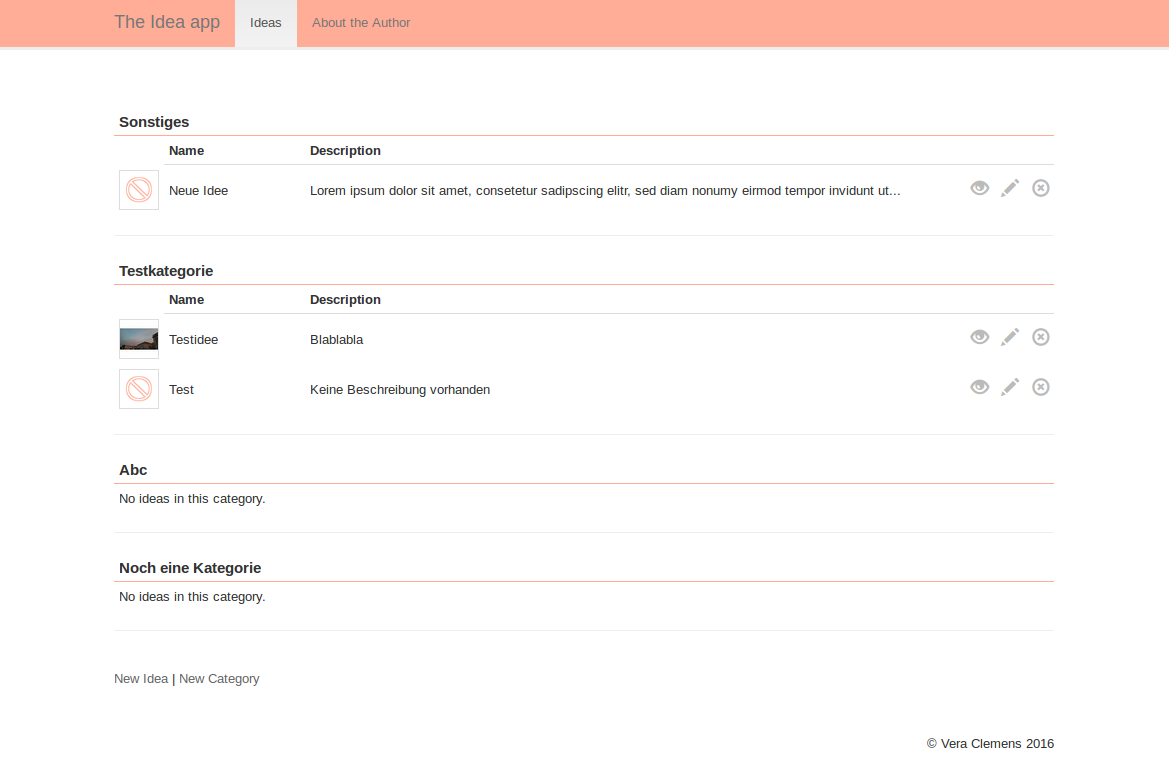 The Idea app Ideas About the Author
Sonstiges
Name Description
Neue Idee Lorem ipsum dolor sit amet, consetetur sadipscing elitr, sed diam nonumy eirmod tempor invidunt ut...
Testkategorie
Name Description
Testidee Blablabla
Test Keine Beschreibung vorhanden
Abc
No ideas in this category.
Noch eine Kategorie
No ideas in this category.
New Idea | New Category
© Vera Clemens 2016